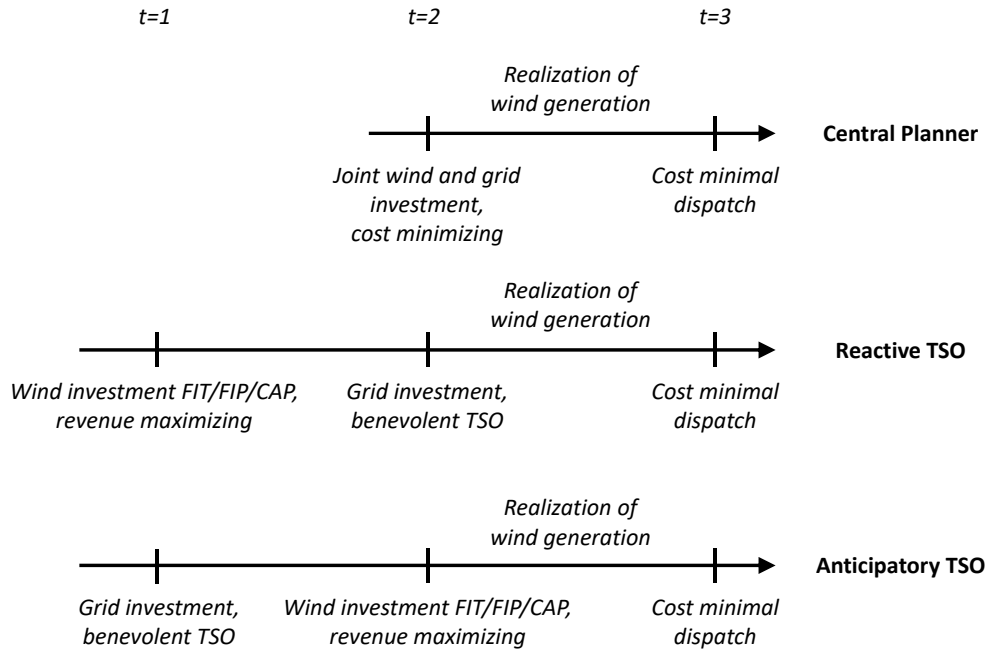 t=1
t=2
t=3
Realization of
wind generation
Central Planner
Joint wind and grid
investment,
cost minimizing
Cost minimal
dispatch
Realization of
wind generation
Reactive TSO
Wind investment FIT/FIP/CAP,
revenue maximizing
Grid investment,
benevolent TSO
Cost minimal
dispatch
Realization of
wind generation
Anticipatory TSO
Grid investment,
benevolent TSO
Wind investment FIT/FIP/CAP,
revenue maximizing
Cost minimal
dispatch